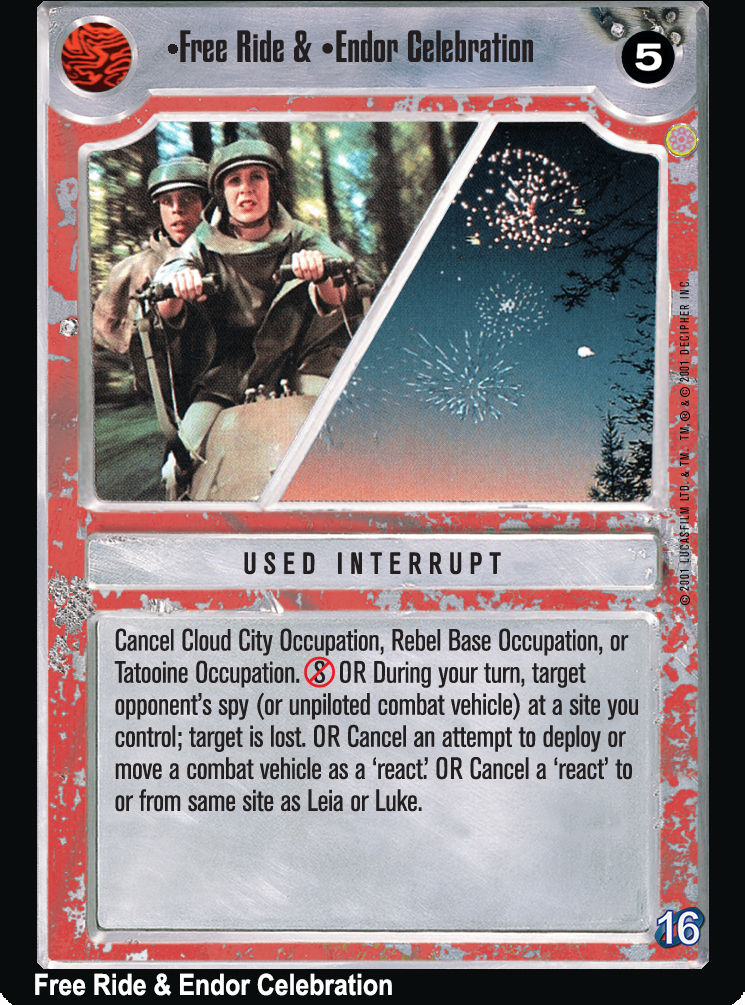 •Free Ride & •Endor Celebration
5
© 2001 LUCASFILM LTD. & TM. TM, ® & © 2001 DECIPHER INC.
USED INTERRUPT
Cancel Cloud City Occupation, Rebel Base Occupation, or
Tatooine Occupation. 8 OR During your turn, target
opponent's spy (or unpiloted combat vehicle) at a site you
control; target is lost. OR Cancel an attempt to deploy or
move a combat vehicle as a ‘react.’ OR Cancel a ‘react’ to
or from same site as Leia or Luke.
16
Free Ride & Endor Celebration